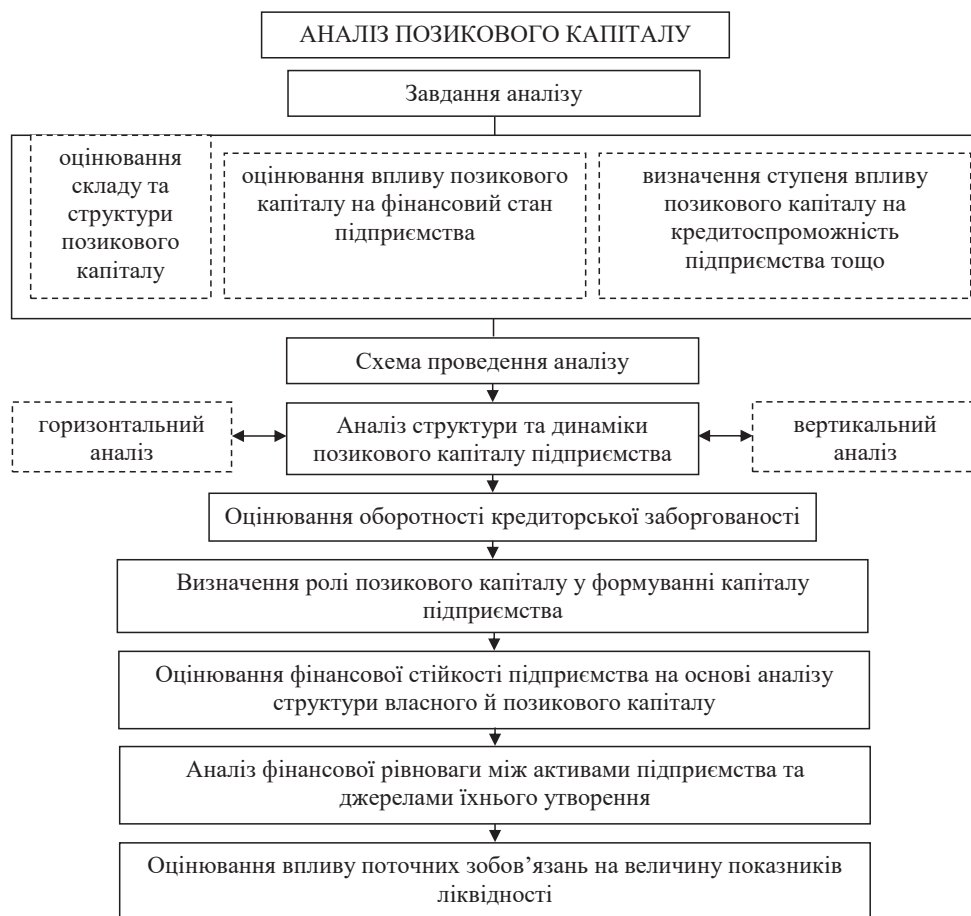 АНАЛІЗ ПОЗИКОВОГО КАПІТАЛУ
Завдання аналізу
оцінювання
складу та
структури
позикового
капіталу
оцінювання впливу позикового
капіталу на фінансовий стан
підприємства
визначення ступеня впливу
позикового капіталу на
кредитоспроможність
підприємства тощо
Схема проведення аналізу
горизонтальний
аналіз
Аналіз структури та динаміки
позикового капіталу підприємства
вертикальний
аналіз
Оцінювання оборотності кредиторської заборгованості
Визначення ролі позикового капіталу у формуванні капіталу
підприємства
Оцінювання фінансової стійкості підприємства на основі аналізу
структури власного й позикового капіталу
Аналіз фінансової рівноваги між активами підприємства та
джерелами їхнього утворення
Оцінювання впливу поточних зобов’язань на величину показників
ліквідності